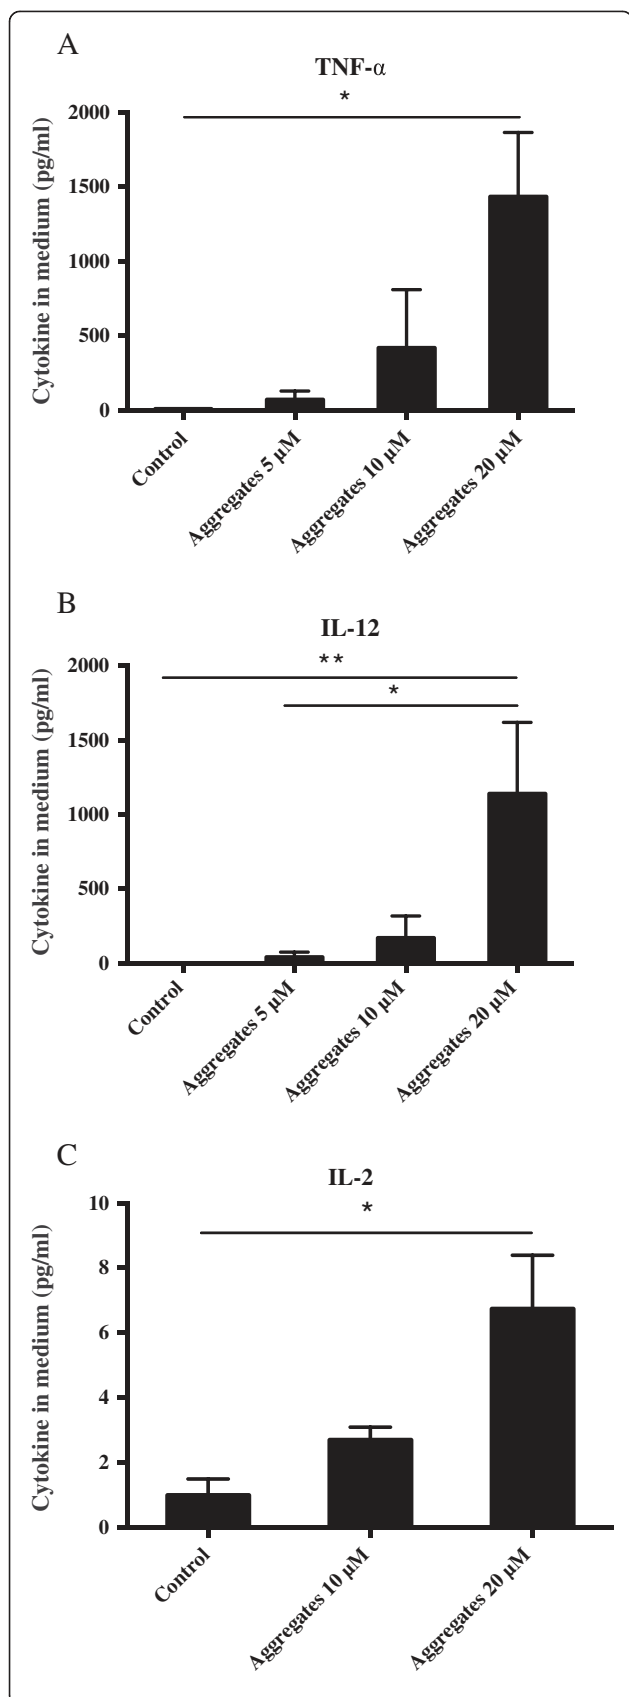 A
TNF-α
*
Cytokine in medium (pg/ml)
2000
1500
1000
500
0
Control
Aggregates 5 µM
Aggregates 10 µM
Aggregates 20 µM
B
IL-12
**
*
Cytokine in medium (pg/ml)
2000
1500
1000
500
0
Control
Aggregates 5 µM
Aggregates 10 µM
Aggregates 20 µM
C
IL-2
*
Cytokine in medium (pg/ml)
10
8
6
4
2
0
Control
Aggregates 10 µM
Aggregates 20 µM